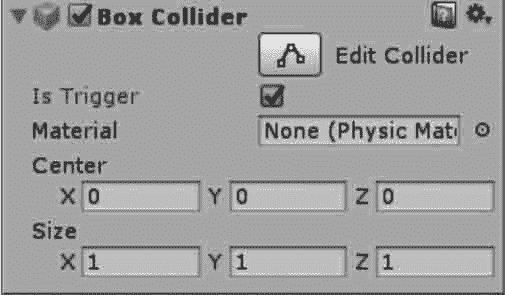 Box Collider
Edit Collider
Is Trigger
Material None (Physic Mat
Center
X 0 Y 0 Z 0
Size
X 1 Y 1 Z 1